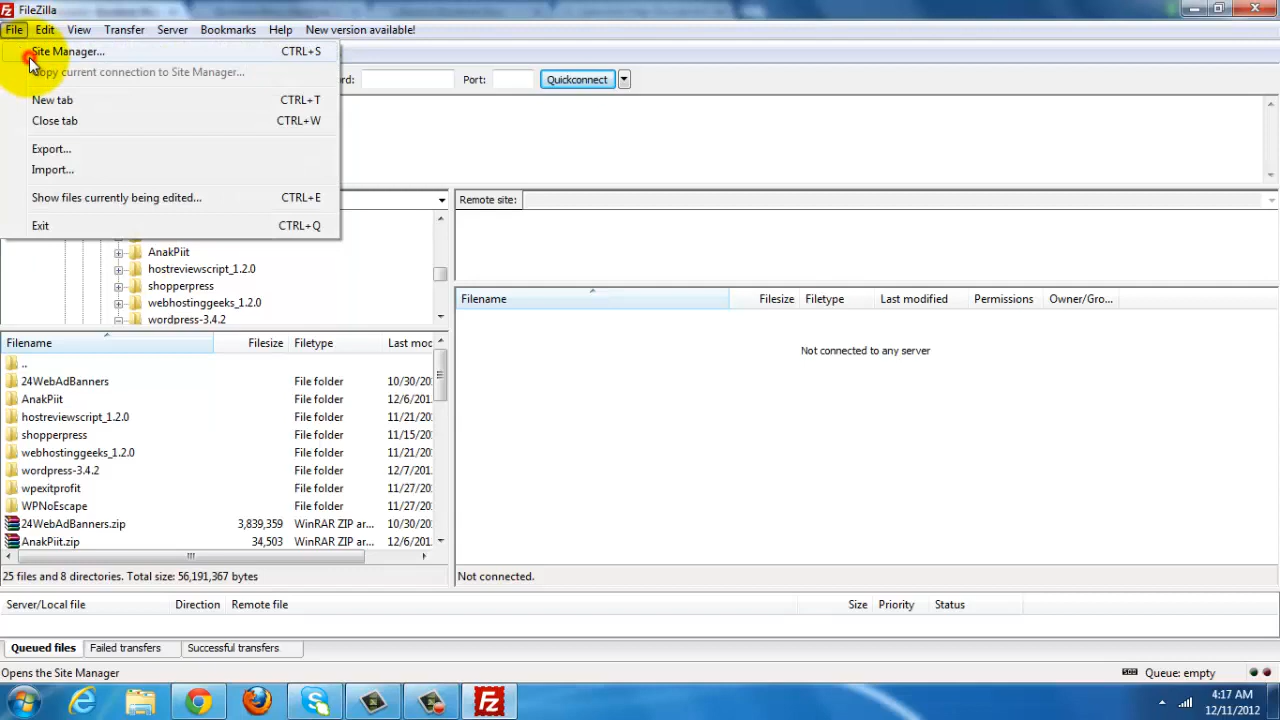 FileZilla
File Edit View Transfer Server Bookmarks Help New version available!
Site Manager... CTRL+S
Copy current connection to Site Manager...
New tab CTRL+T
Close tab CTRL+W
Export...
Import...
Show files currently being edited... CTRL+E
Exit CTRL+Q
Port: Quickconnect
Remote site:
AnakPiit
hostreviewscript_1.2.0
shopperpress
webhostinggeeks_1.2.0
wordpress-3.4.2
Filename Filesize Filetype Last modified Permissions Owner/Gro...
Not connected to any server
Not connected.
Filename Filesize Filetype Last mod
..
24WebAdBanners File folder 10/30/20
AnakPiit File folder 12/6/201
hostreviewscript_1.2.0 File folder 11/21/20
shopperpress File folder 11/15/20
webhostinggeeks_1.2.0 File folder 11/21/20
wordpress-3.4.2 File folder 12/7/201
wpexitprofit File folder 11/27/20
WPNoEscape File folder 11/27/20
24WebAdBanners.zip 3,839,359 WinRAR ZIP ar... 10/30/20
AnakPiit.zip 34,503 WinRAR ZIP ar... 12/6/201
25 files and 8 directories. Total size: 56,191,367 bytes
Server/Local file Direction Remote file Size Priority Status
Queued files Failed transfers Successful transfers
Opens the Site Manager Queue: empty
4:17 AM
12/11/2012